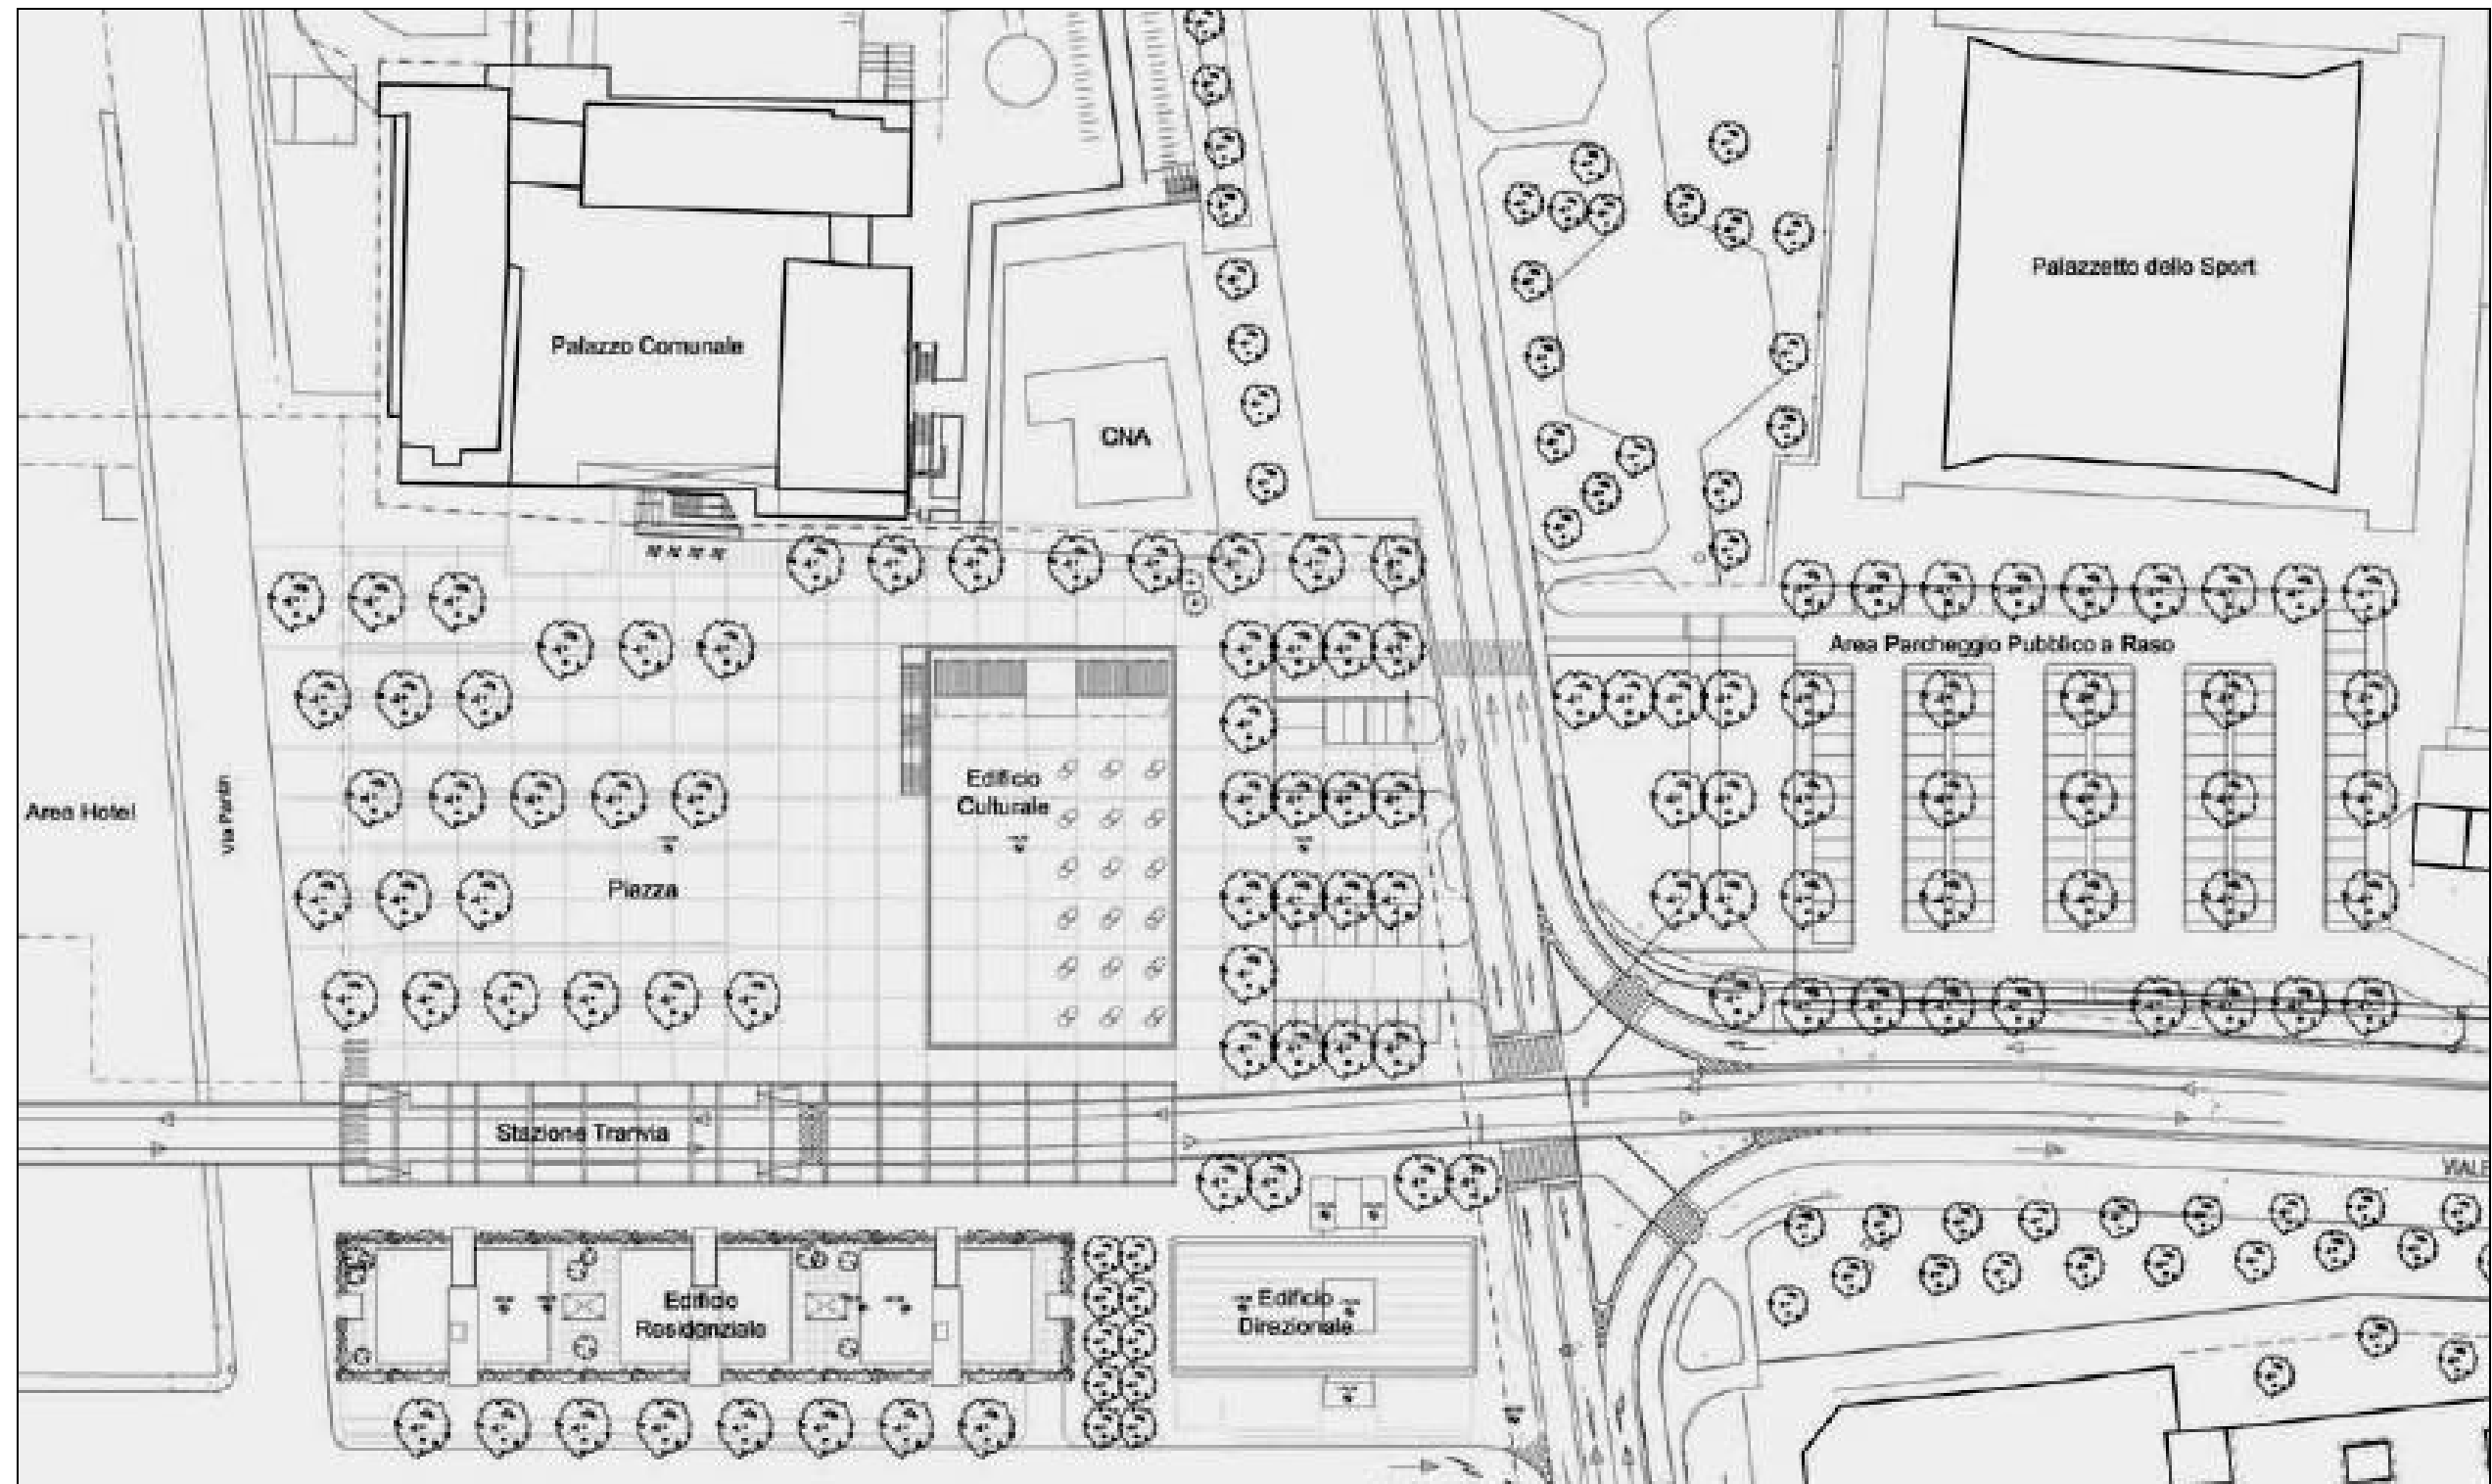 Palazzetto dello Sport
Palazzo Comunale
CNA
Area Parcheggio Pubblico a Raso
Edificio
Culturale
Area Hotel
Piazza
Stazione Tranvia
VIALE
Edificio
Residenziale
Edificio
Direzionale